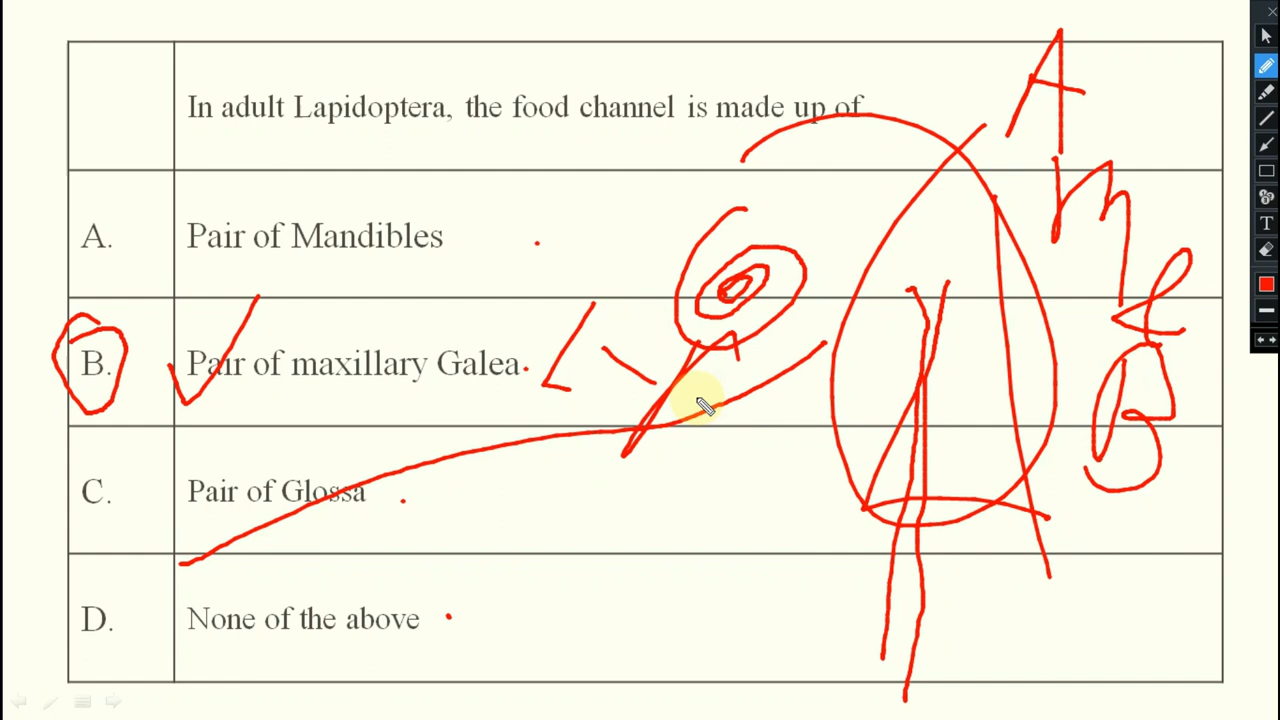 In adult Lapidoptera, the food channel is made up of
A. Pair of Mandibles
B. Pair of maxillary Galea
C. Pair of Glossa
D. None of the above
A
m
B
T